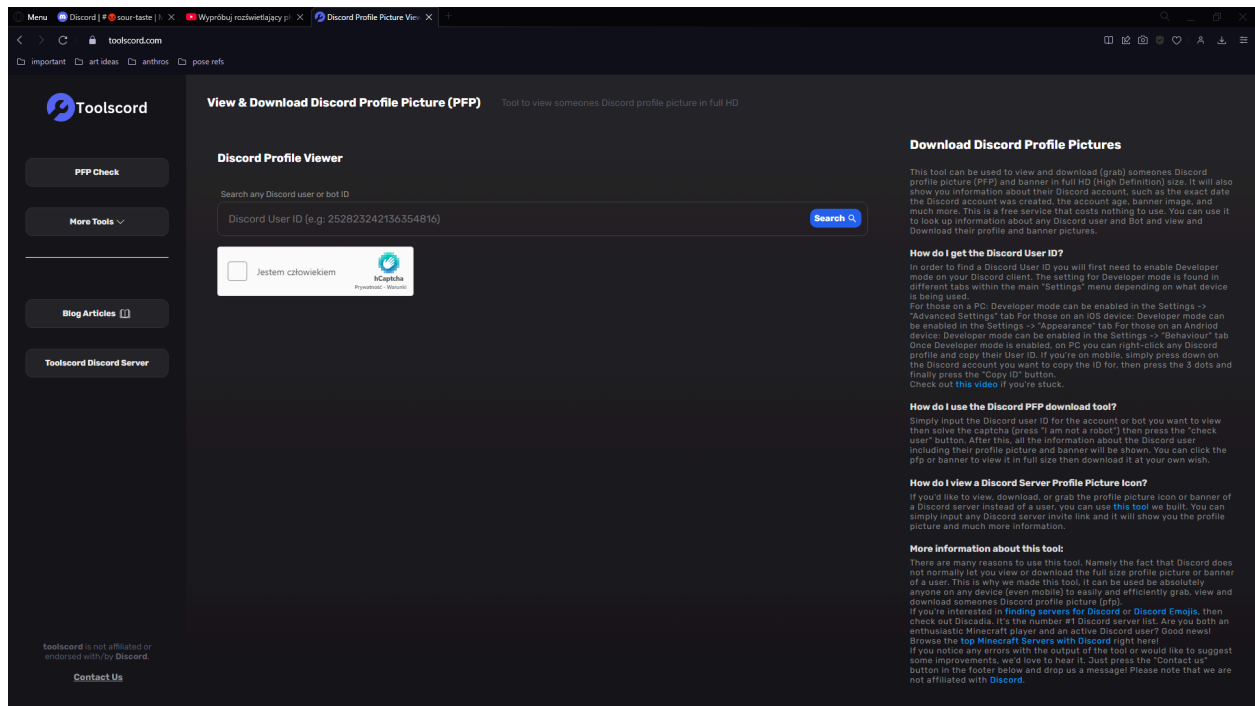 Menu
Discord | # sour-taste |
Wypróbuj rozświetlający pł
Discord Profile Picture View
toolscord.com
important
art ideas
anthros
pose refs
Toolscord
View & Download Discord Profile Picture (PFP)
Tool to view someones Discord profile picture in full HD
PFP Check
More Tools
Blog Articles
Toolscord Discord Server
toolscord is not affiliated or
endorsed with/by Discord.
Contact Us
Discord Profile Viewer
Search any Discord user or bot ID
Discord User ID (e.g: 252823242136354816)
Search
Jestem człowiekiem
hCaptcha
Prywatność - Warunki
Download Discord Profile Pictures
This tool can be used to view and download (grab) someones Discord
profile picture (PFP) and banner in full HD (High Definition) size. It will also
show you information about their Discord account, such as the exact date
the Discord account was created, the account age, banner image, and
much more. This is a free service that costs nothing to use. You can use it
to look up information about any Discord user and Bot and view and
Download their profile and banner pictures.
How do I get the Discord User ID?
In order to find a Discord User ID you will first need to enable Developer
mode on your Discord client. The setting for Developer mode is found in
different tabs within the main "Settings" menu depending on what device
is being used.
For those on a PC: Developer mode can be enabled in the Settings ->
"Advanced Settings" tab For those on an iOS device: Developer mode can
be enabled in the Settings -> "Appearance" tab For those on an Andriod
device: Developer mode can be enabled in the Settings -> "Behaviour" tab
Once Developer mode is enabled, on PC you can right-click any Discord
profile and copy their User ID. If you're on mobile, simply press down on
the Discord account you want to copy the ID for, then press the 3 dots and
finally press the "Copy ID" button.
Check out this video if you're stuck.
How do I use the Discord PFP download tool?
Simply input the Discord user ID for the account or bot you want to view
then solve the captcha (press "I am not a robot") then press the "check
user" button. After this, all the information about the Discord user
including their profile picture and banner will be shown. You can click the
pfp or banner to view it in full size then download it at your own wish.
How do I view a Discord Server Profile Picture Icon?
If you'd like to view, download, or grab the profile picture icon or banner of
a Discord server instead of a user, you can use this tool we built. You can
simply input any Discord server invite link and it will show you the profile
picture and much more information.
More information about this tool:
There are many reasons to use this tool. Namely the fact that Discord does
not normally let you view or download the full size profile picture or banner
of a user. This is why we made this tool, it can be used be absolutely
anyone on any device (even mobile) to easily and efficiently grab, view and
download someones Discord profile picture (pfp).
If you're interested in finding servers for Discord or Discord Emojis, then
check out Discadia. It's the number #1 Discord server list. Are you both an
enthusiastic Minecraft player and an active Discord user? Good news!
Browse the top Minecraft Servers with Discord right here!
If you notice any errors with the output of the tool or would like to suggest
some improvements, we'd love to hear it. Just press the "Contact us"
button in the footer below and drop us a message! Please note that we are
not affiliated with Discord.